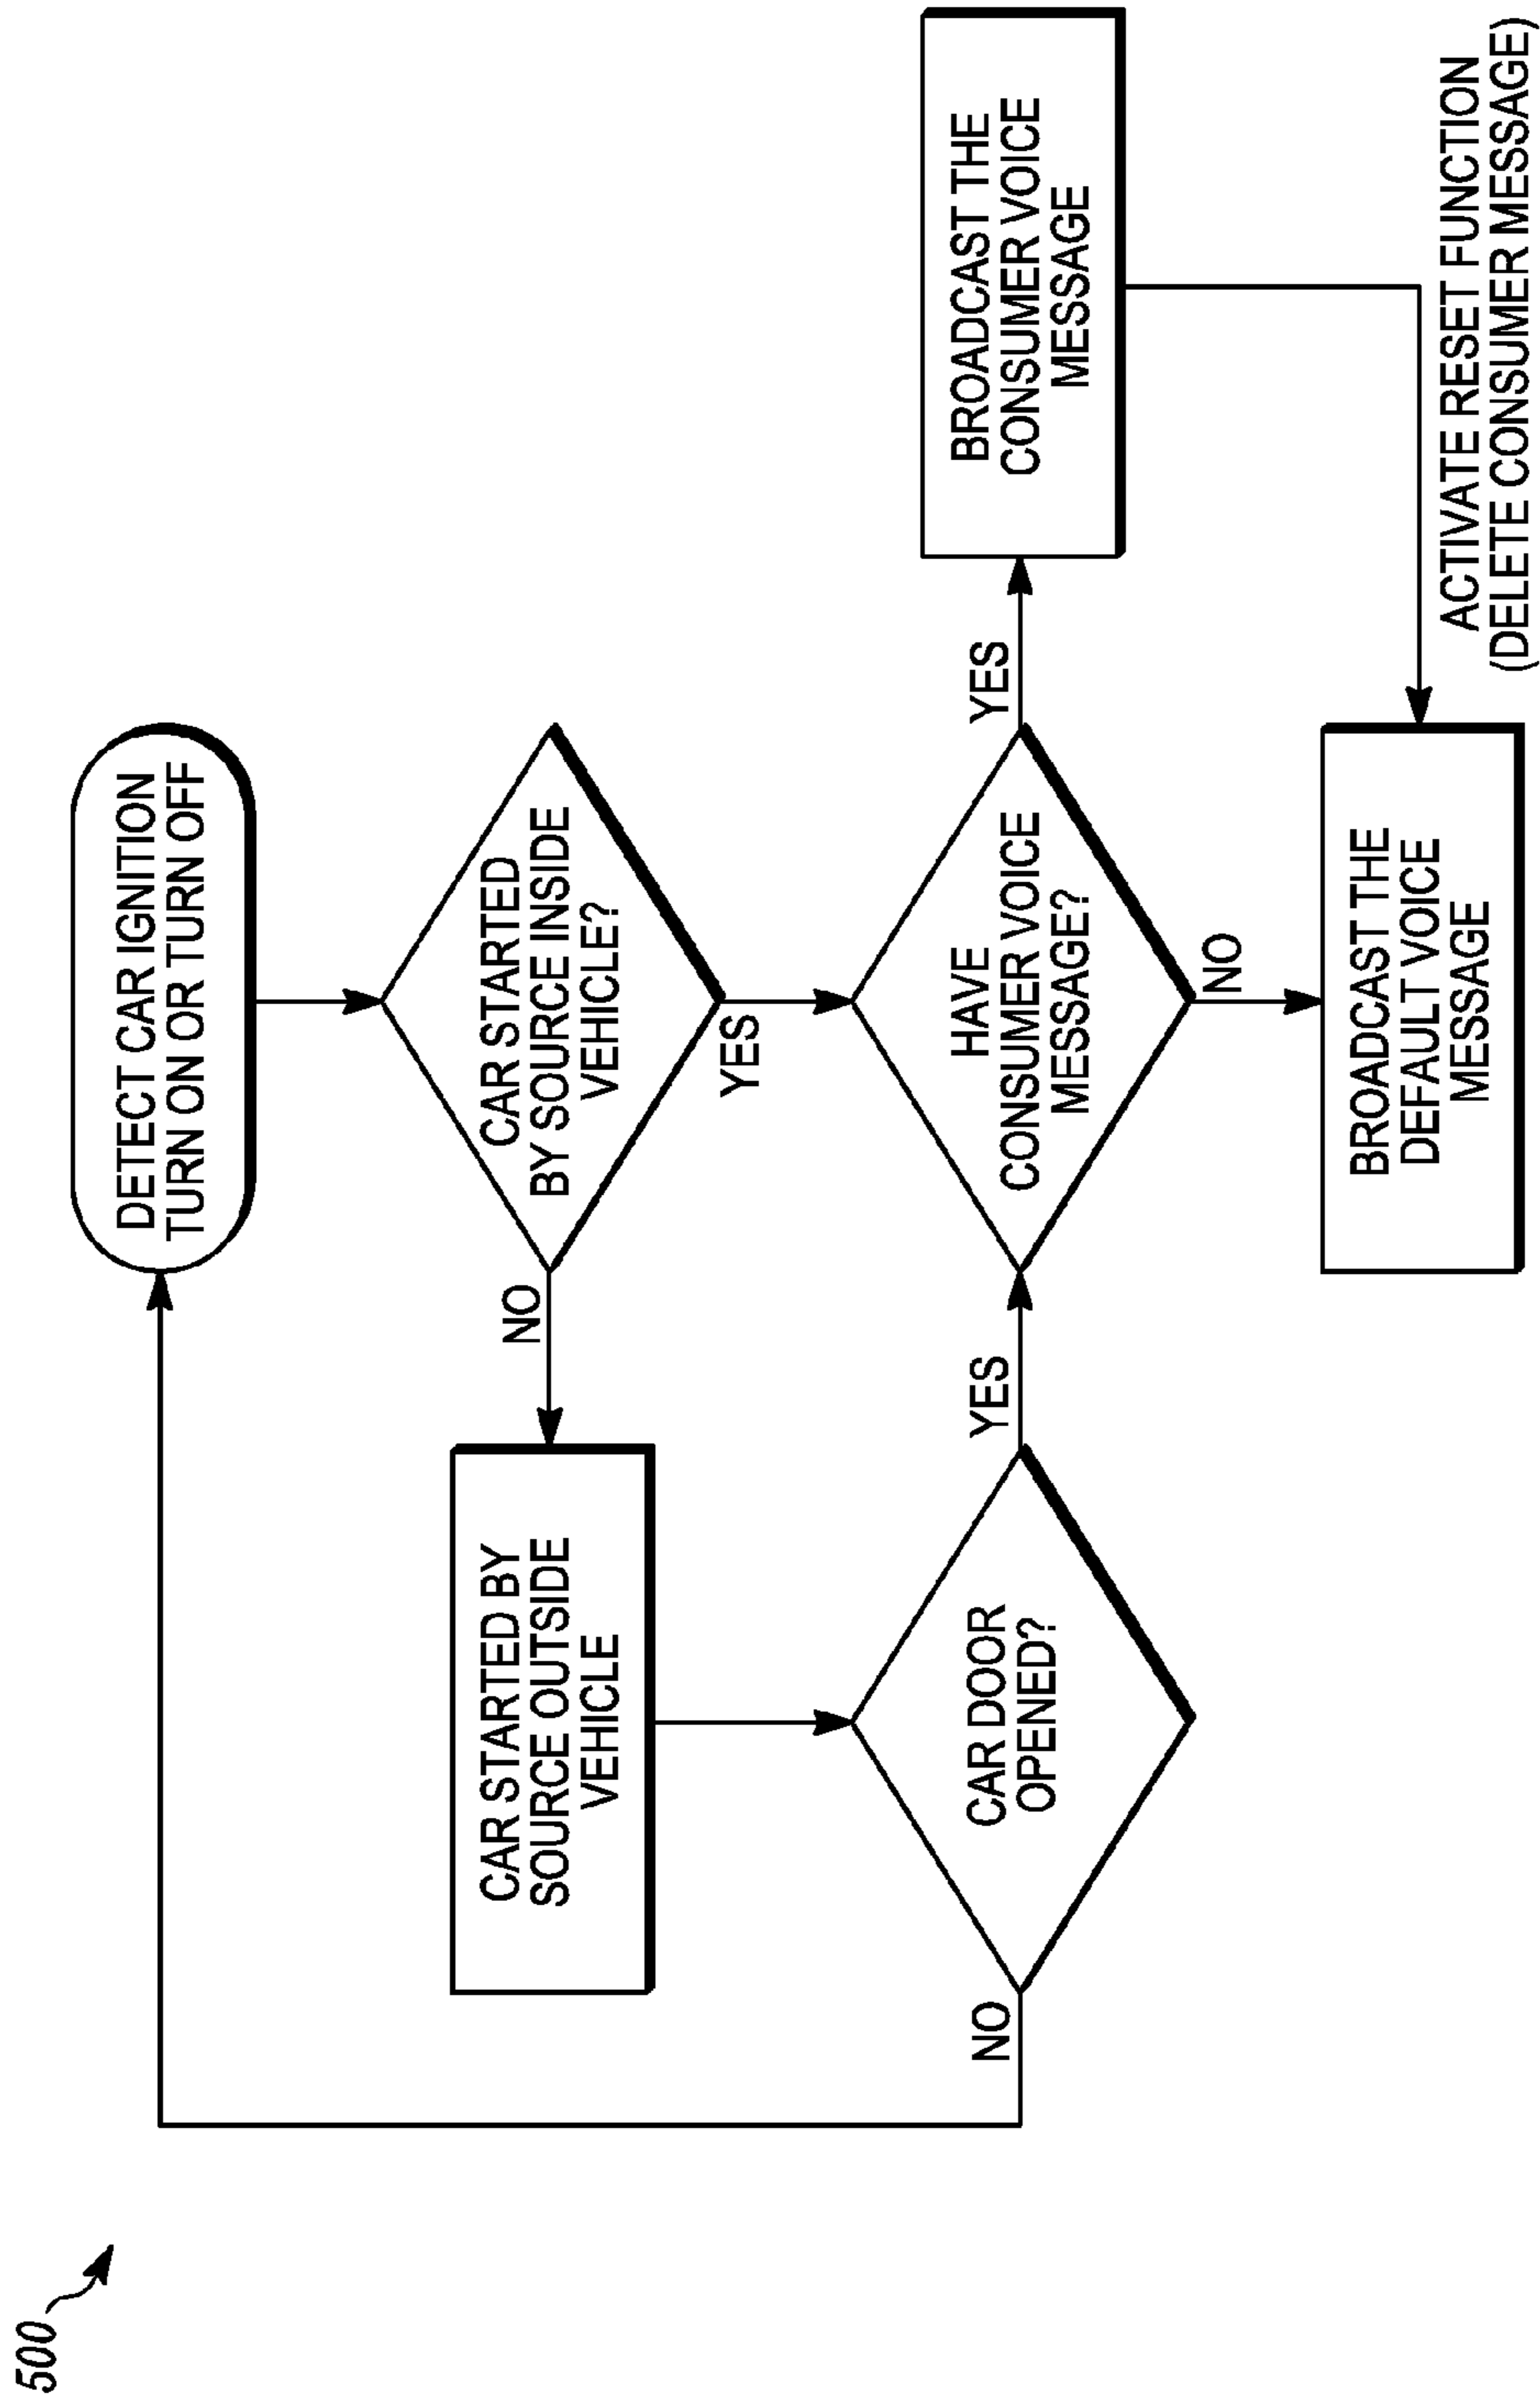 500
DETECT CAR IGNITION
TURN ON OR TURN OFF
CAR STARTED
BY SOURCE INSIDE
VEHICLE?
NO
YES
CAR STARTED BY
SOURCE OUTSIDE
VEHICLE
CAR DOOR
OPENED?
NO
YES
HAVE
CONSUMER VOICE
MESSAGE?
YES
NO
BROADCAST THE
CONSUMER VOICE
MESSAGE
BROADCAST THE
DEFAULT VOICE
MESSAGE
ACTIVATE RESET FUNCTION
(DELETE CONSUMER MESSAGE)